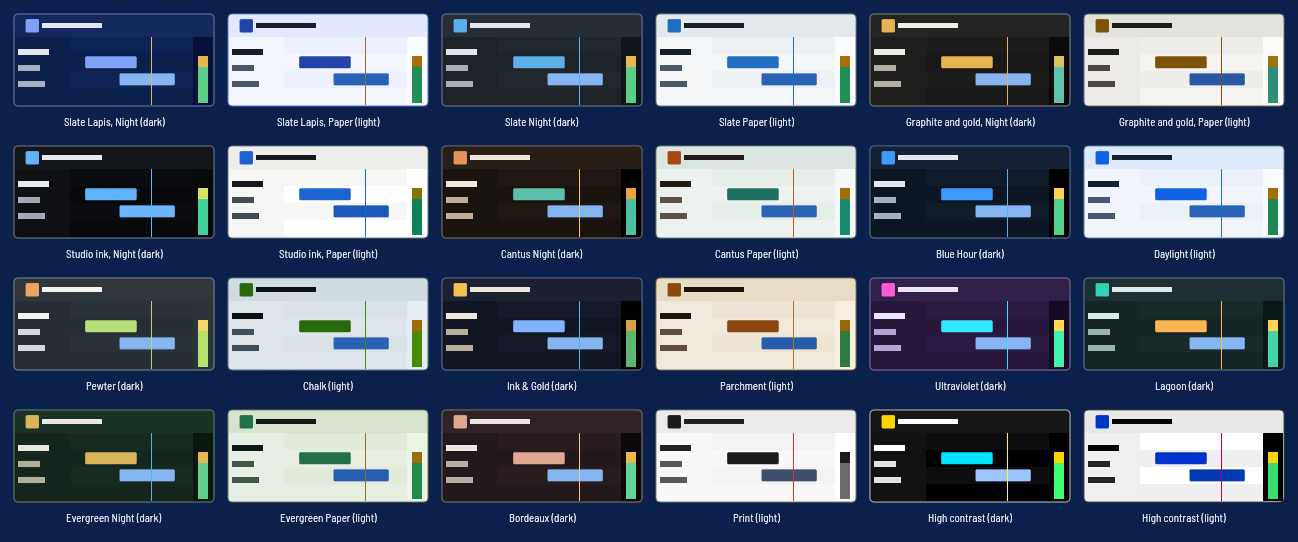 Slate Lapis, Night (dark)
Slate Lapis, Paper (light)
Slate Night (dark)
Slate Paper (light)
Graphite and gold, Night (dark)
Graphite and gold, Paper (light)
Studio ink, Night (dark)
Studio ink, Paper (light)
Cantus Night (dark)
Cantus Paper (light)
Blue Hour (dark)
Daylight (light)
Pewter (dark)
Chalk (light)
Ink & Gold (dark)
Parchment (light)
Ultraviolet (dark)
Lagoon (dark)
Evergreen Night (dark)
Evergreen Paper (light)
Bordeaux (dark)
Print (light)
High contrast (dark)
High contrast (light)